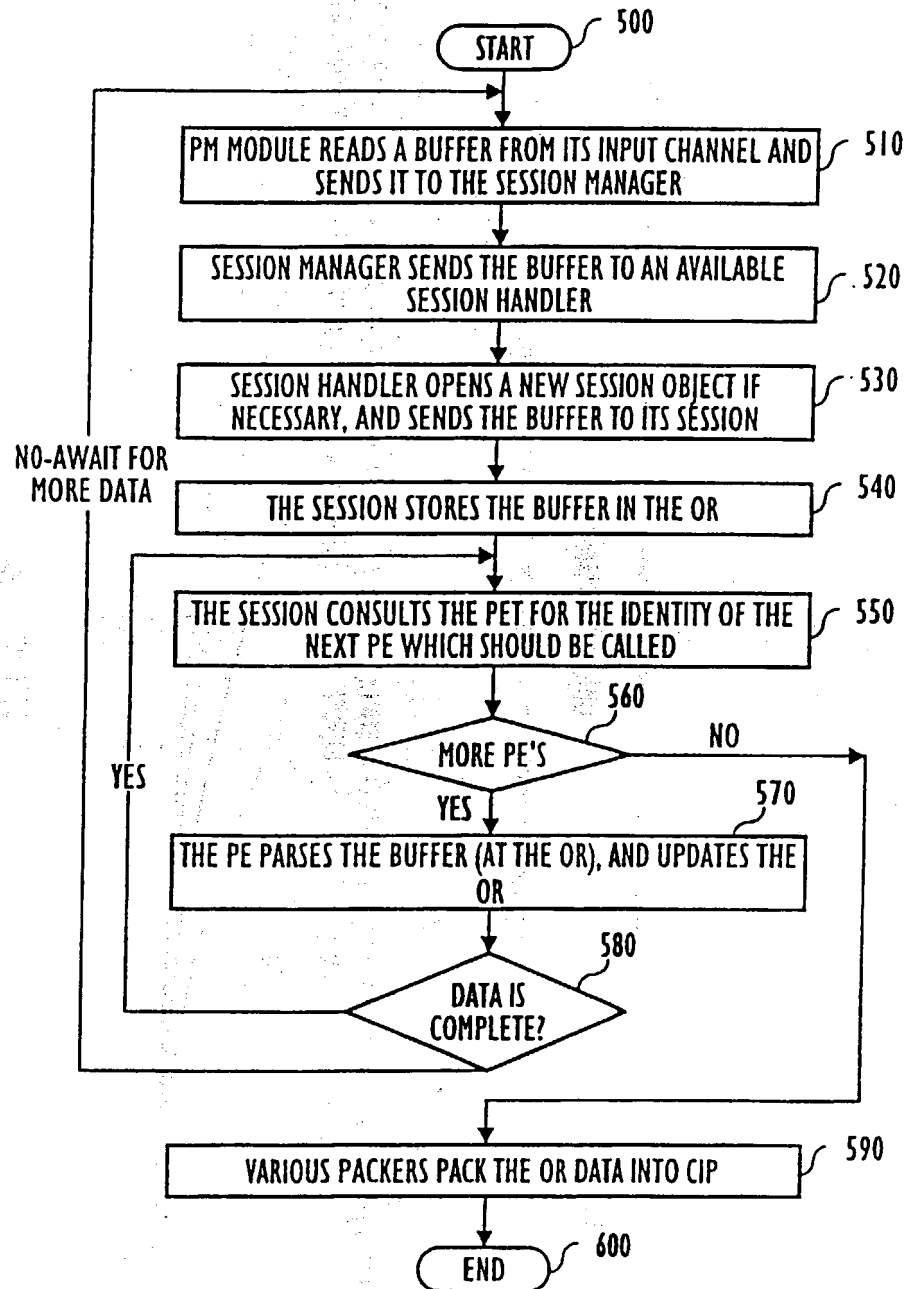 START
500
PM MODULE READS A BUFFER FROM ITS INPUT CHANNEL AND
SENDS IT TO THE SESSION MANAGER
510
SESSION MANAGER SENDS THE BUFFER TO AN AVAILABLE
SESSION HANDLER
520
SESSION HANDLER OPENS A NEW SESSION OBJECT IF
NECESSARY, AND SENDS THE BUFFER TO ITS SESSION
530
NO-AWAIT FOR
MORE DATA
THE SESSION STORES THE BUFFER IN THE OR
540
THE SESSION CONSULTS THE PET FOR THE IDENTITY OF THE
NEXT PE WHICH SHOULD BE CALLED
550
560
MORE PE'S
NO
YES
YES
570
THE PE PARSES THE BUFFER (AT THE OR), AND UPDATES THE
OR
580
DATA IS
COMPLETE?
VARIOUS PACKERS PACK THE OR DATA INTO CIP
590
END
600